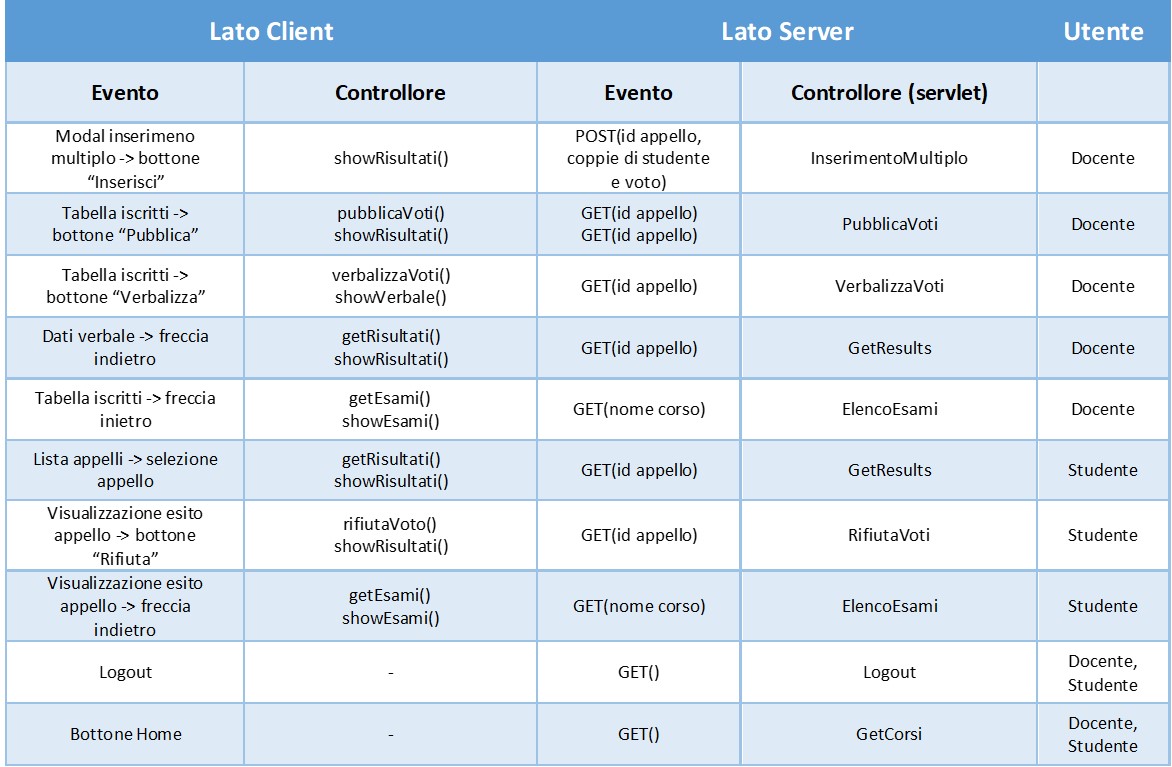 Lato Client
Lato Server
Utente
Evento
Controllore
Evento
Controllore (servlet)
Modal inserimeno
multiplo -> bottone
“Inserisci”
showRisultati()
POST(id appello,
coppie di studente
e voto)
InserimentoMultiplo
Docente
Tabella iscritti ->
bottone “Pubblica”
pubblicaVoti()
showRisultati()
GET(id appello)
GET(id appello)
PubblicaVoti
Docente
Tabella iscritti ->
bottone “Verbalizza”
verbalizzaVoti()
showVerbale()
GET(id appello)
VerbalizzaVoti
Docente
Dati verbale -> freccia
indietro
getRisultati()
showRisultati()
GET(id appello)
GetResults
Docente
Tabella iscritti -> freccia
inietro
getEsami()
showEsami()
GET(nome corso)
ElencoEsami
Docente
Lista appelli -> selezione
appello
getRisultati()
showRisultati()
GET(id appello)
GetResults
Studente
Visualizzazione esito
appello -> bottone
“Rifiuta”
rifiutaVoto()
showRisultati()
GET(id appello)
RifiutaVoti
Studente
Visualizzazione esito
appello -> freccia
indietro
getEsami()
showEsami()
GET(nome corso)
ElencoEsami
Studente
Logout
-
GET()
Logout
Docente,
Studente
Bottone Home
-
GET()
GetCorsi
Docente,
Studente